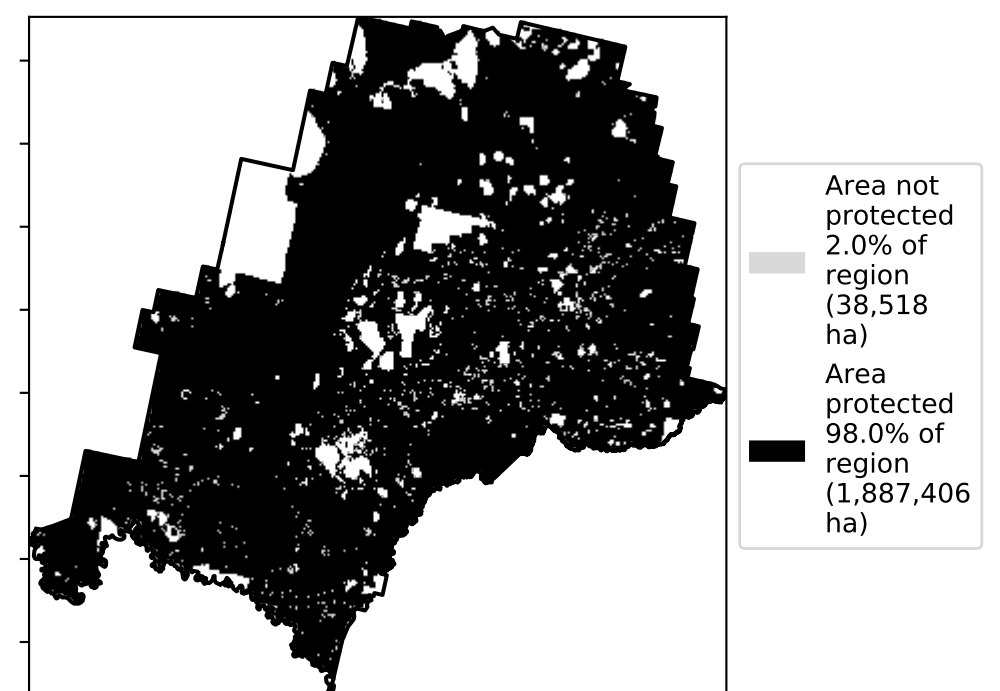 Area not
protected
2.0% of
region
(38,518
ha)
Area
protected
98.0% of
region
(1,887,406
ha)